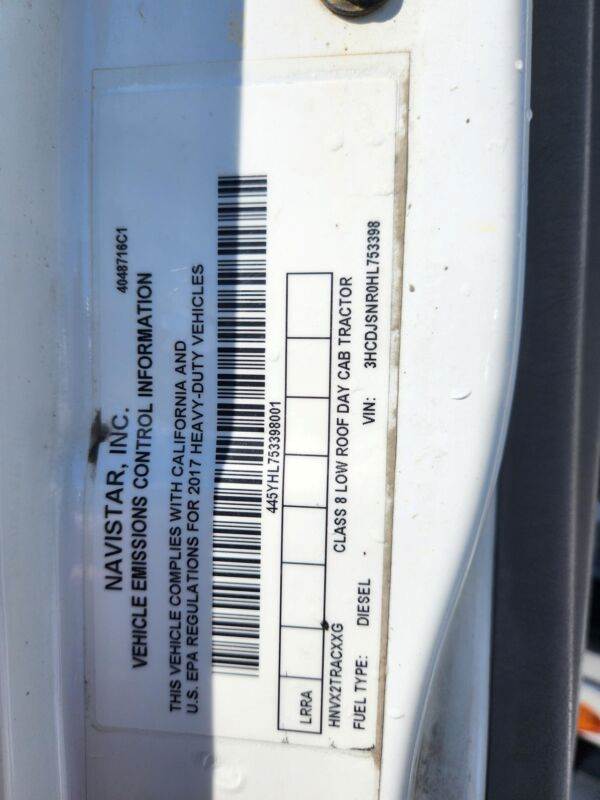 NAVISTAR, INC.
4048716C1
VEHICLE EMISSIONS CONTROL INFORMATION
THIS VEHICLE COMPLIES WITH CALIFORNIA AND
U.S. EPA REGULATIONS FOR 2017 HEAVY-DUTY VEHICLES
445YHL753398001
LRRA
HNVX2TRACXXG CLASS 8 LOW ROOF DAY CAB TRACTOR
FUEL TYPE: DIESEL VIN: 3HCDJSNR0HL753398